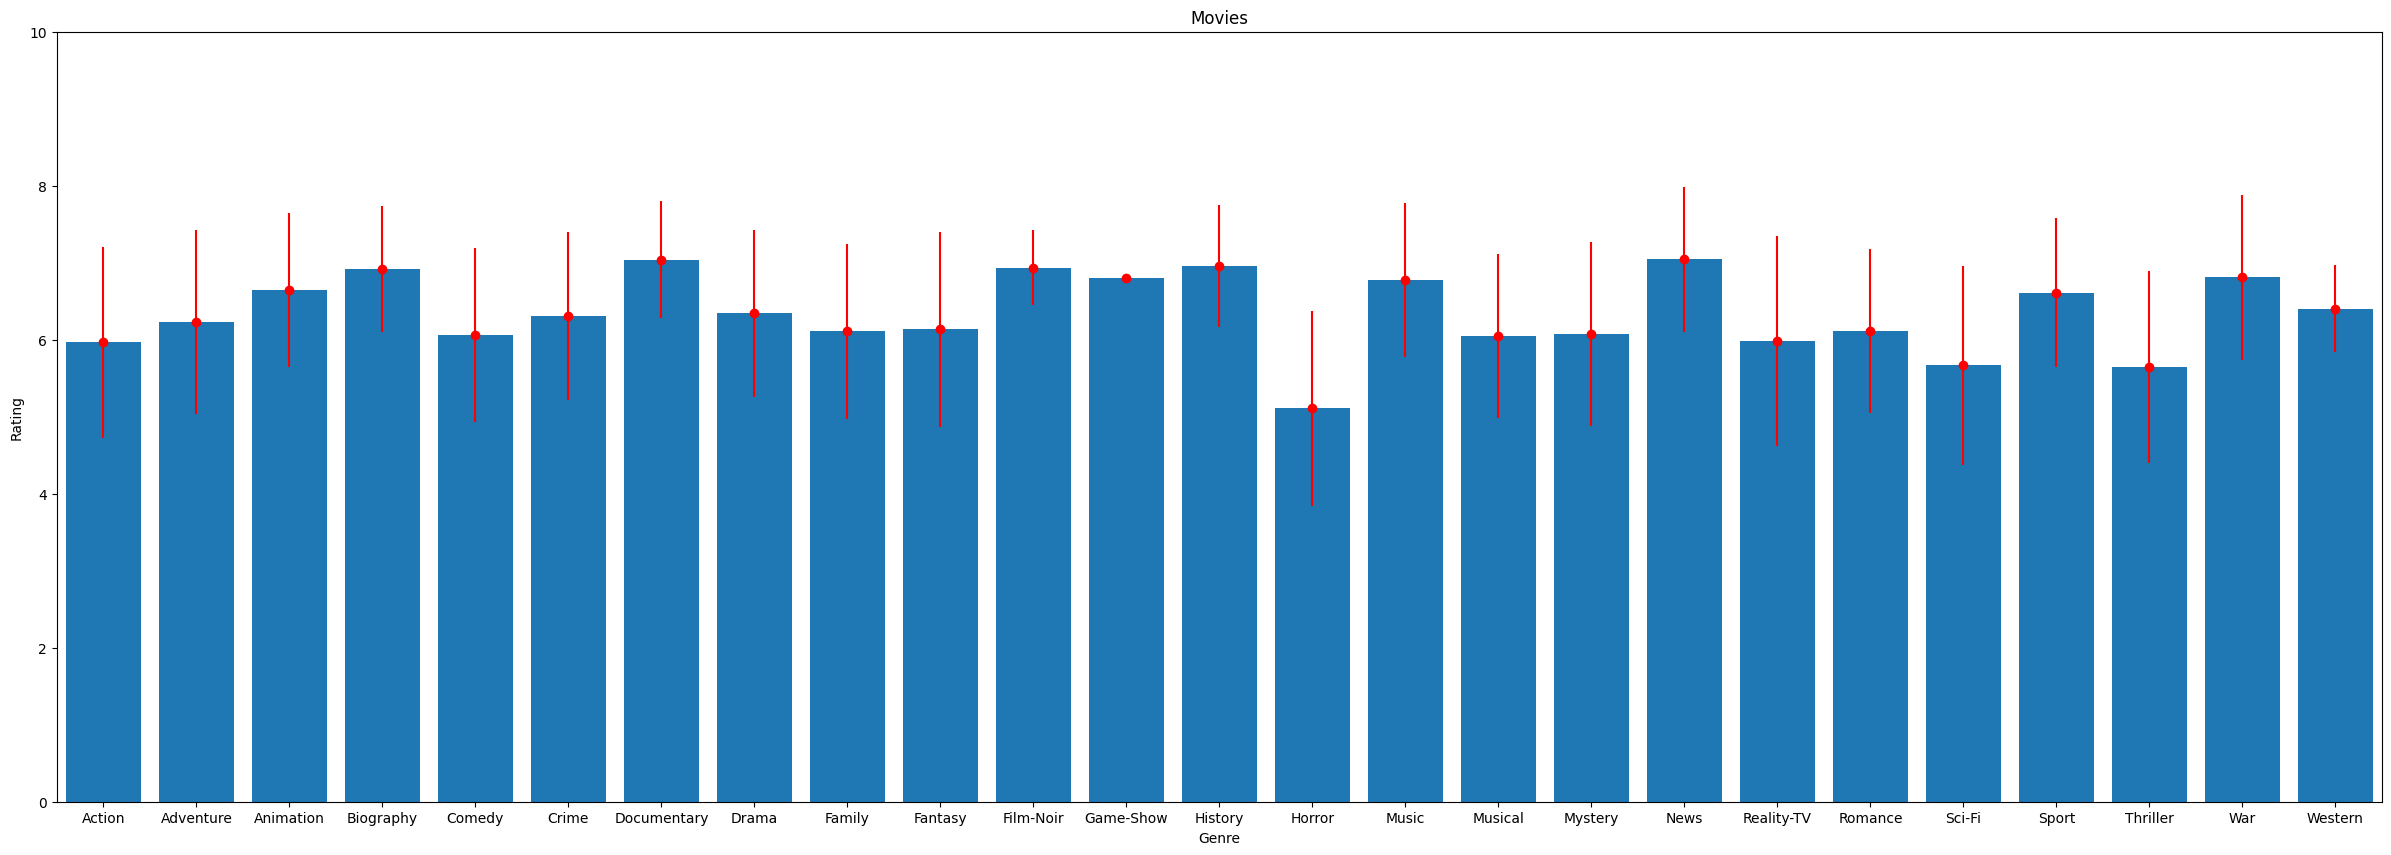 Movies
10
8
6
4
2
0
Rating
Action Adventure Animation Biography Comedy Crime Documentary Drama Family Fantasy Film-Noir Game-Show History Horror Music Musical Mystery News Reality-TV Romance Sci-Fi Sport Thriller War Western
Genre